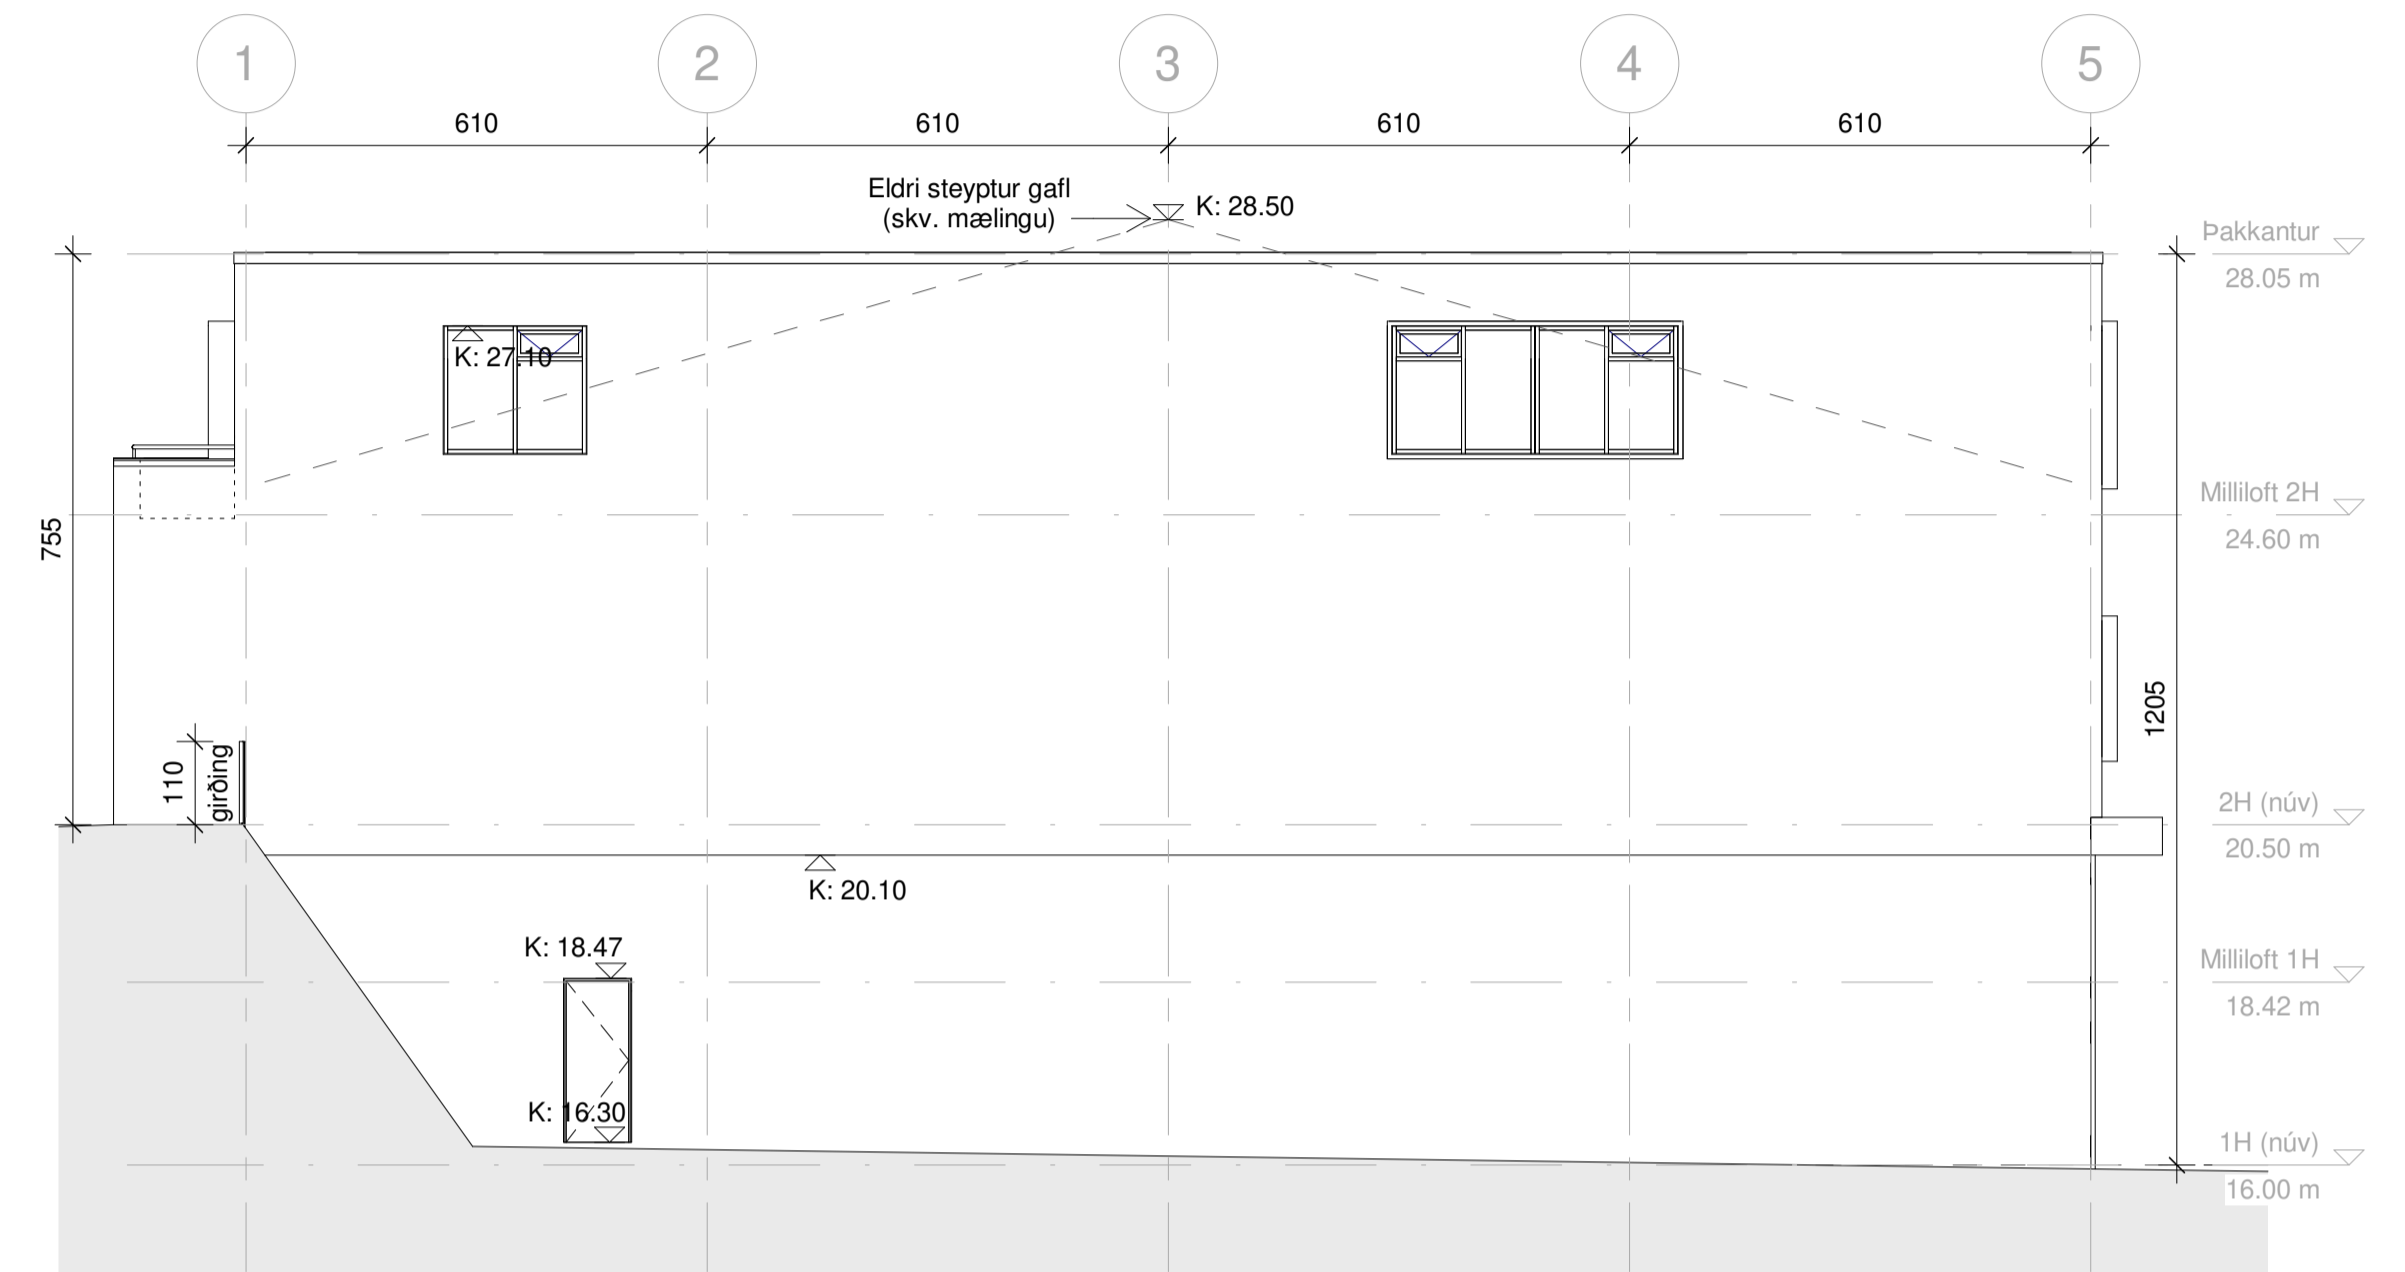 1
2
3
4
5
610
610
610
610
Eldri steyptur gafl
(skv. mælingu)
K: 28.50
Þakkantur
28.05 m
K: 27.10
Milliloft 2H
24.60 m
755
1205
110
girðing
2H (núv)
20.50 m
K: 20.10
K: 18.47
Milliloft 1H
18.42 m
K: 16.30
1H (núv)
16.00 m